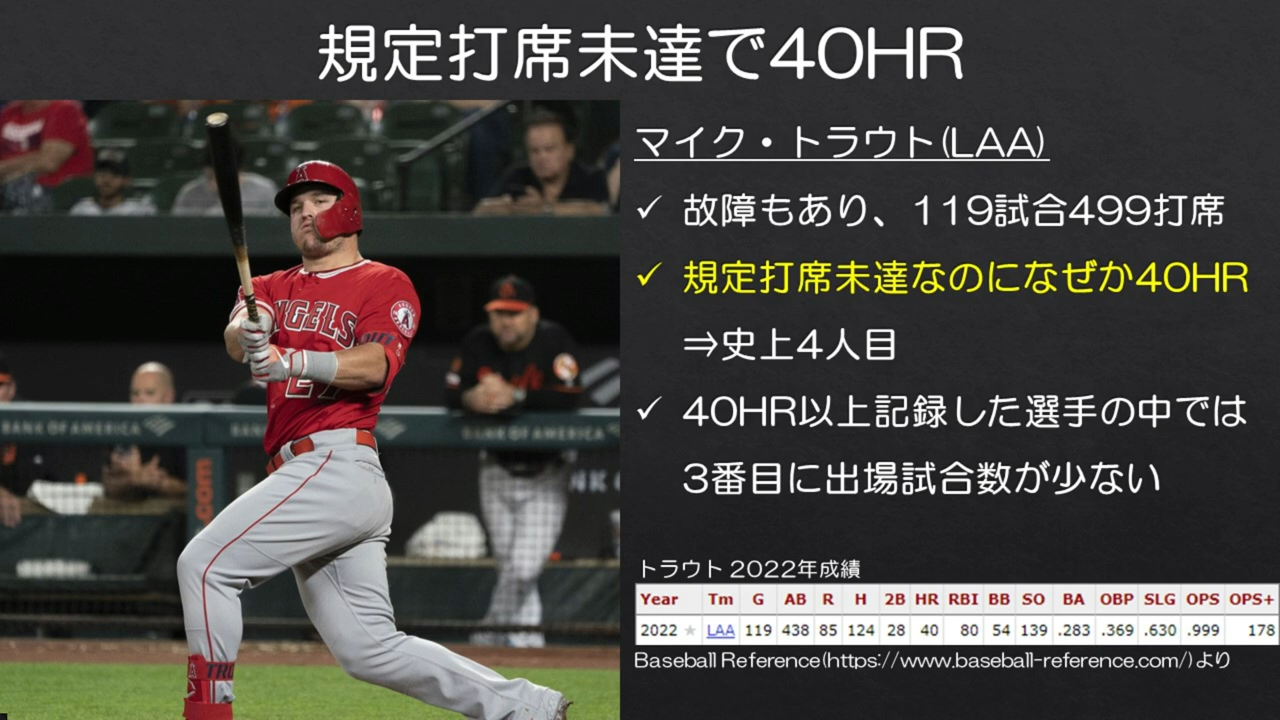 規定打席未達で40HR
マイク・トラウト(LAA)
✓ 故障もあり、119試合499打席
✓ 規定打席未達なのになぜか40HR
⇒史上4人目
✓ 40HR以上記録した選手の中では
3番目に出場試合数が少ない
ANGELS
27
BANK OF AMERICA
BANK OF AMERICA
.com
トラウト 2022年成績
Year Tm G AB R H 2B HR RBI BB SO BA OBP SLG OPS OPS+
2022 ★ LAA 119 438 85 124 28 40 80 54 139 .283 .369 .630 .999 178
Baseball Reference(https://www.baseball-reference.com/)より